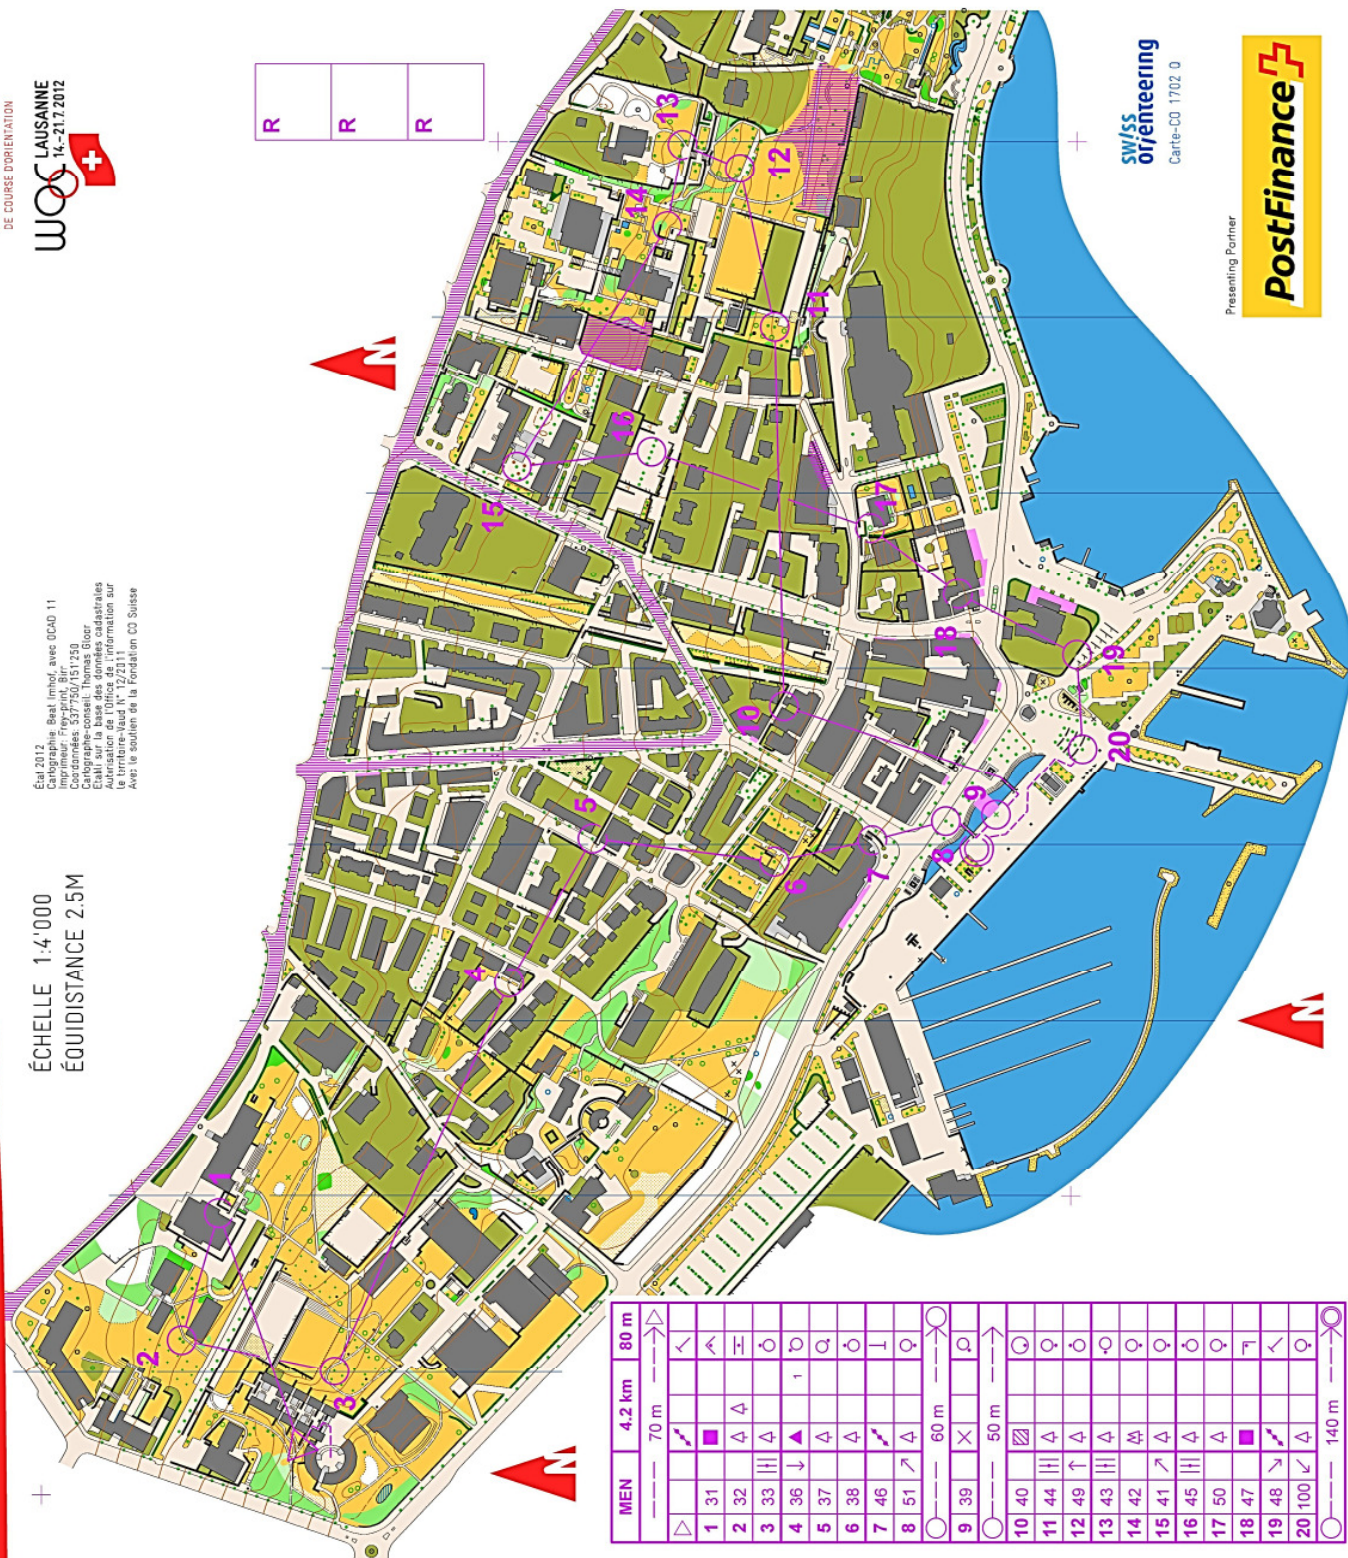 DE COURSE D'ORIENTATION
WOC LAUSANNE
14.-21.7.2012
État 2012
Cartographie: Beat Imhof, avec OCAD 11
Imprimeur: Frey-print, Birr
Coordonnées: 537'750/151'250
Cartographe-conseil: Thomas Gloor
Établi sur la base des données cadastrales
Autorisation de l'Office de l'information sur
le territoire-Vaud N° 12/2011
Avec le soutien de la Fondation CO Suisse
ÉCHELLE 1:4'000
ÉQUIDISTANCE 2.5M
R
R
R
swiss
orienteering
Carte-CO 1702 O
Presenting Partner
PostFinance
N
N
N
1
2
3
4
5
6
7
8
9
10
11
12
13
14
15
16
17
18
19
20
MEN 4.2 km 80 m
70 m
1 31
2 32
3 33
4 36 1
5 37
6 38
7 46
8 51
60 m
9 39
50 m
10 40
11 44
12 49
13 43
14 42
15 41
16 45
17 50
18 47
19 48
20 100
140 m